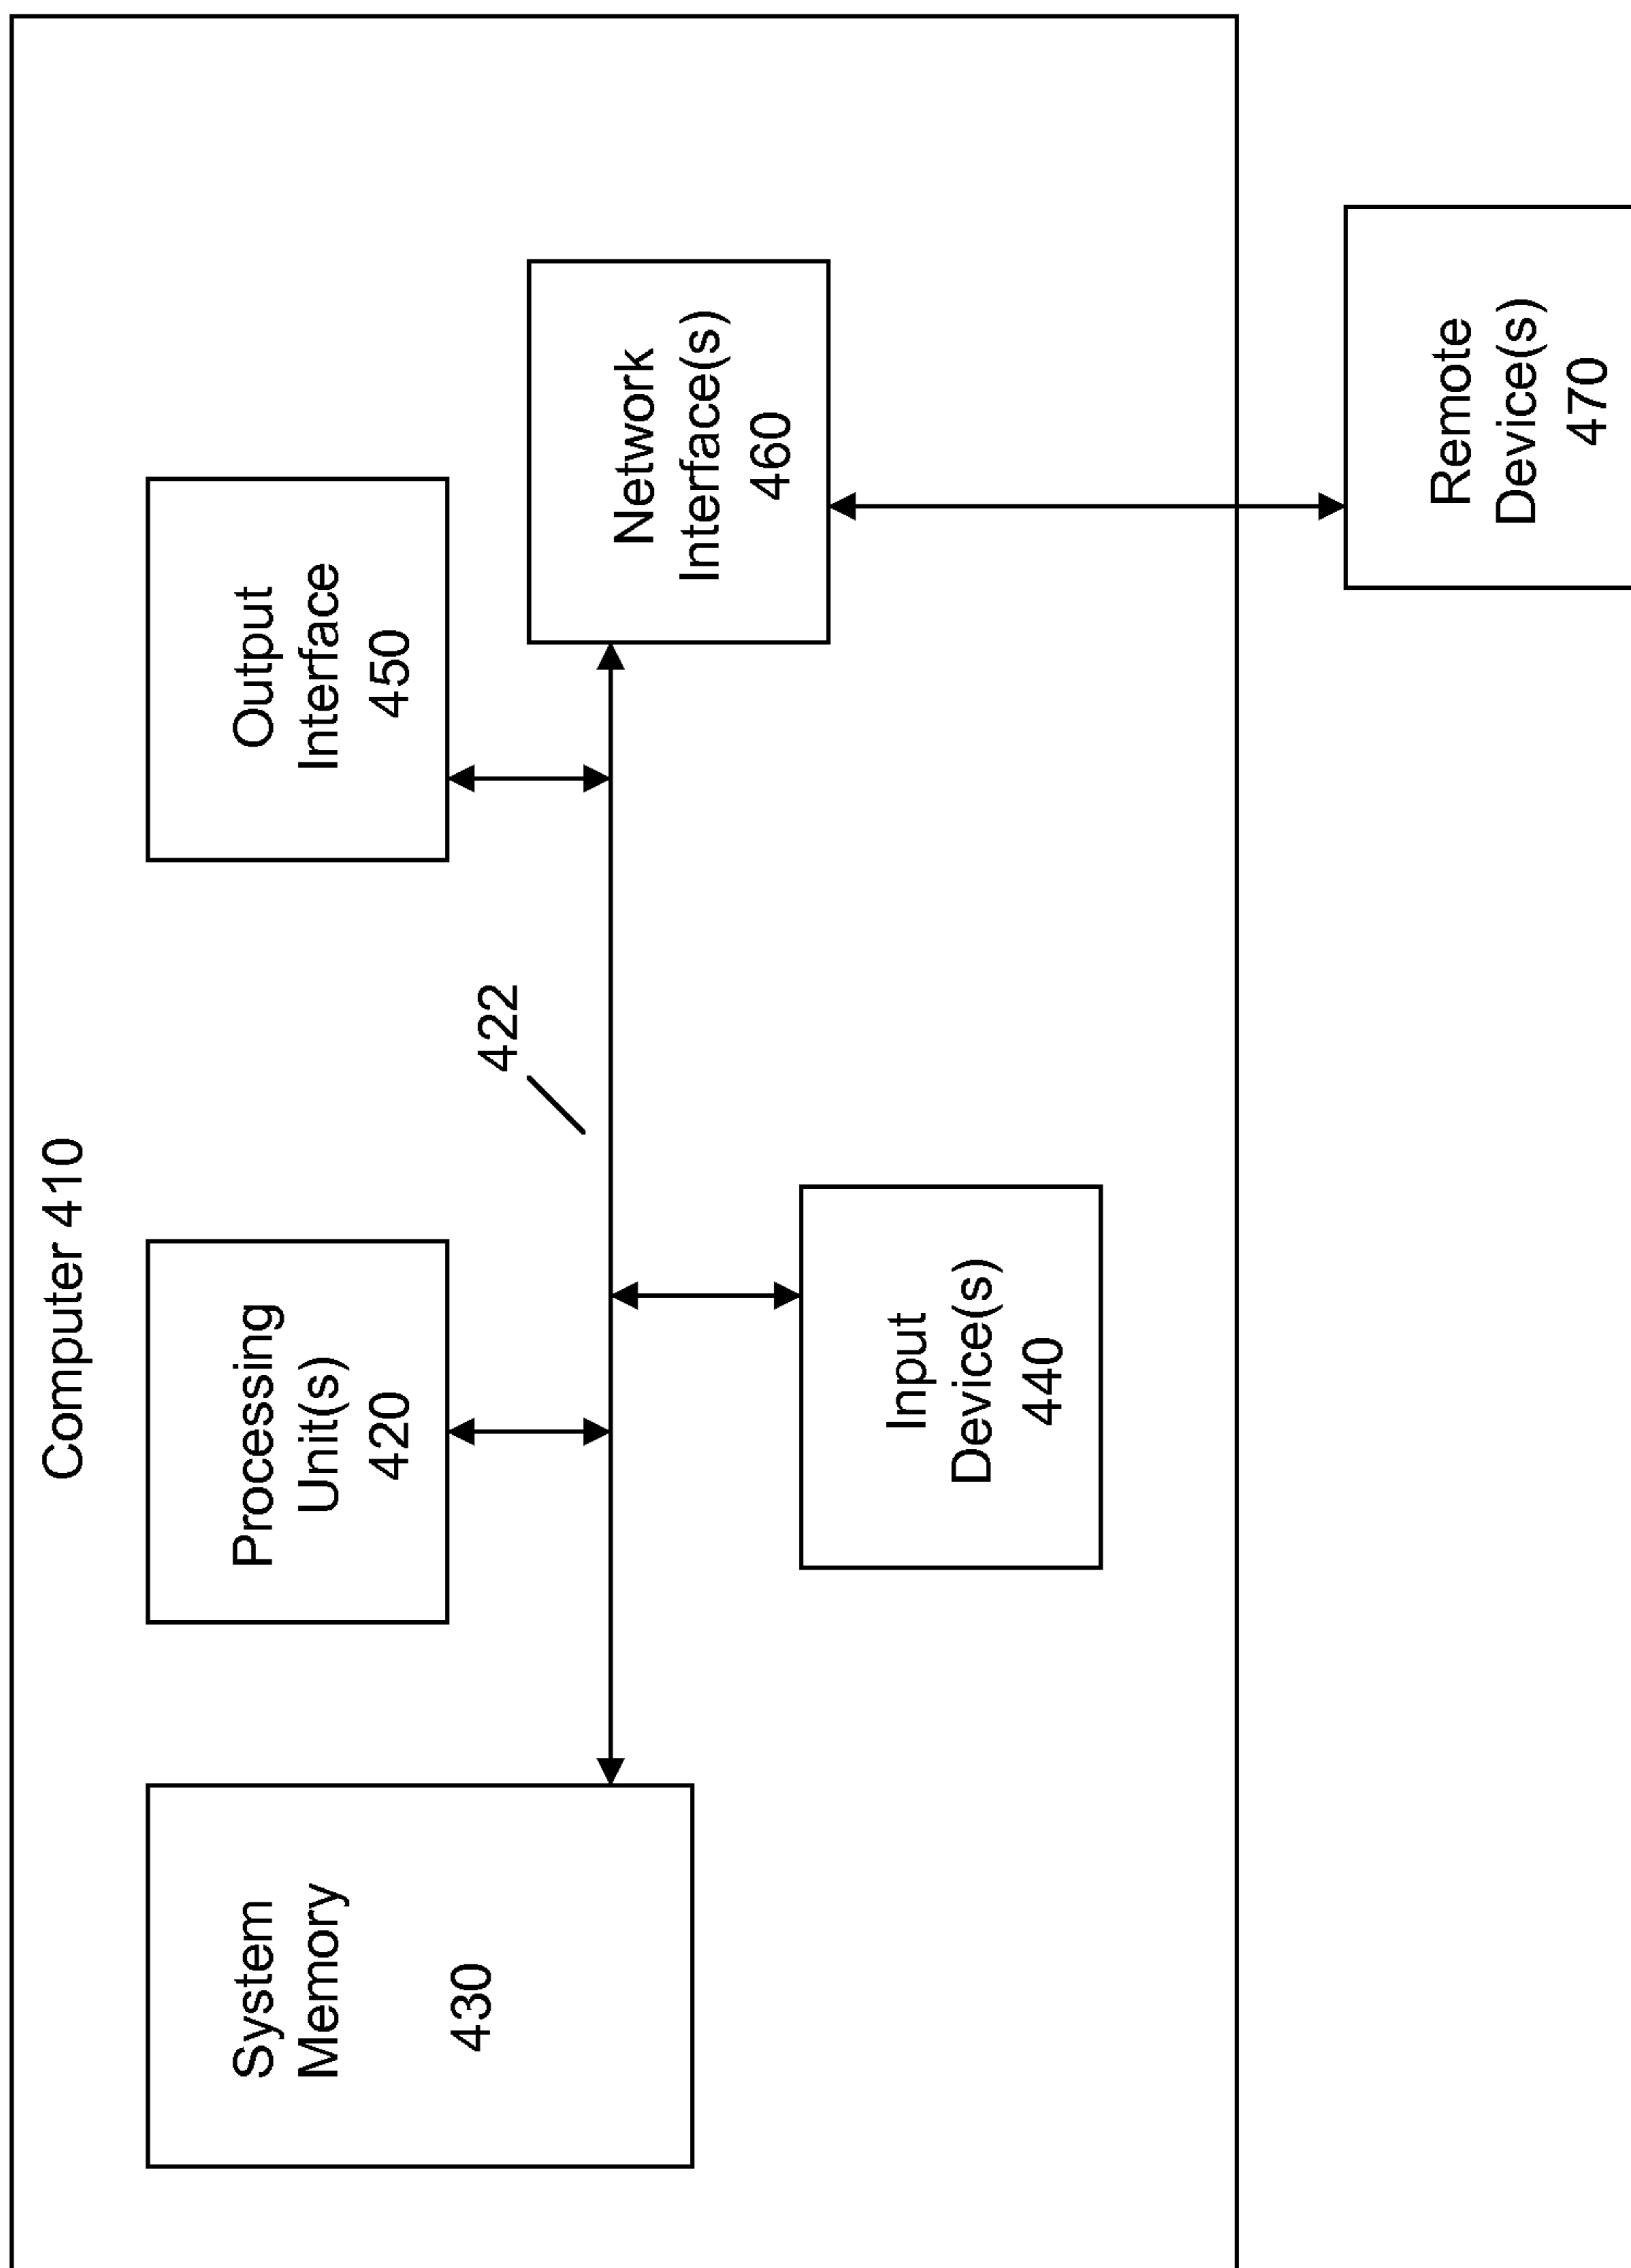 Computer 410
System
Memory
430
Processing
Unit(s)
420
Output
Interface
450
422
Network
Interface(s)
460
Input
Device(s)
440
Remote
Device(s)
470